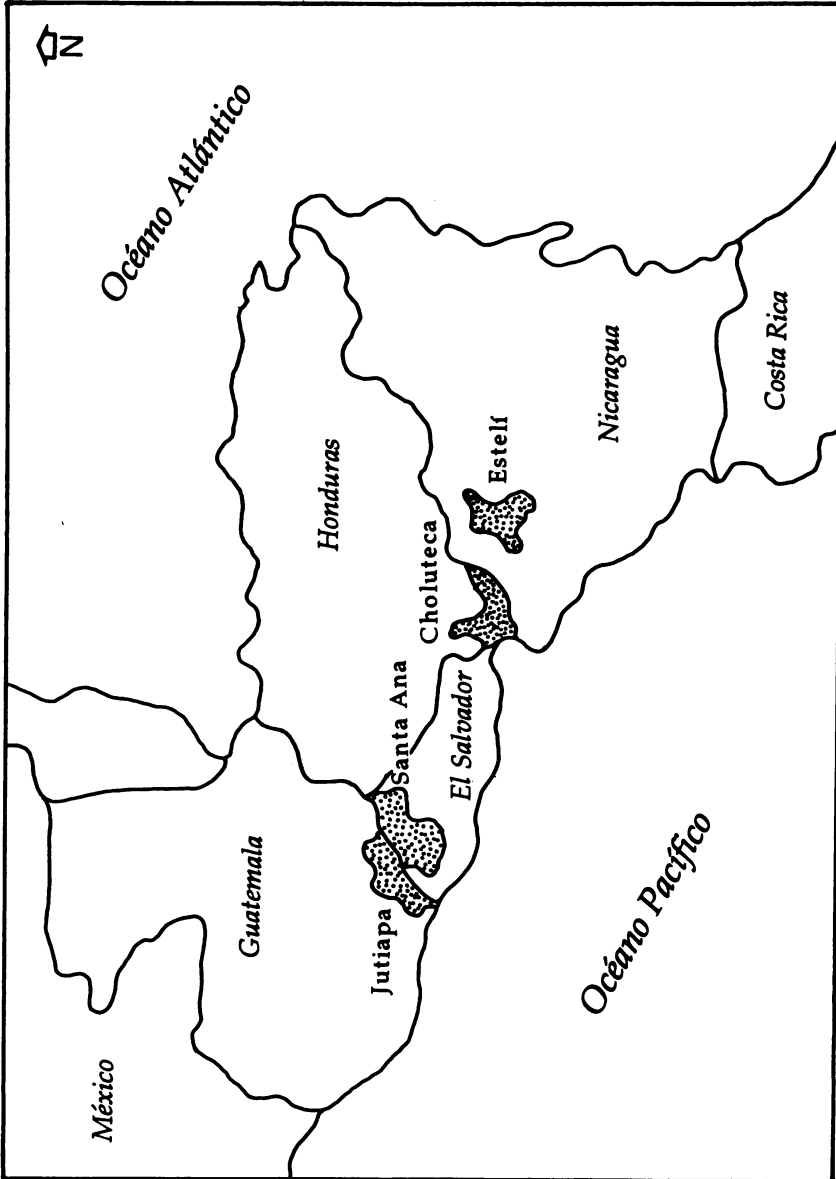 N
México
Océano Atlántico
Guatemala
Honduras
Jutiapa
Santa Ana
Choluteca
El Salvador
Estelí
Nicaragua
Océano Pacífico
Costa Rica